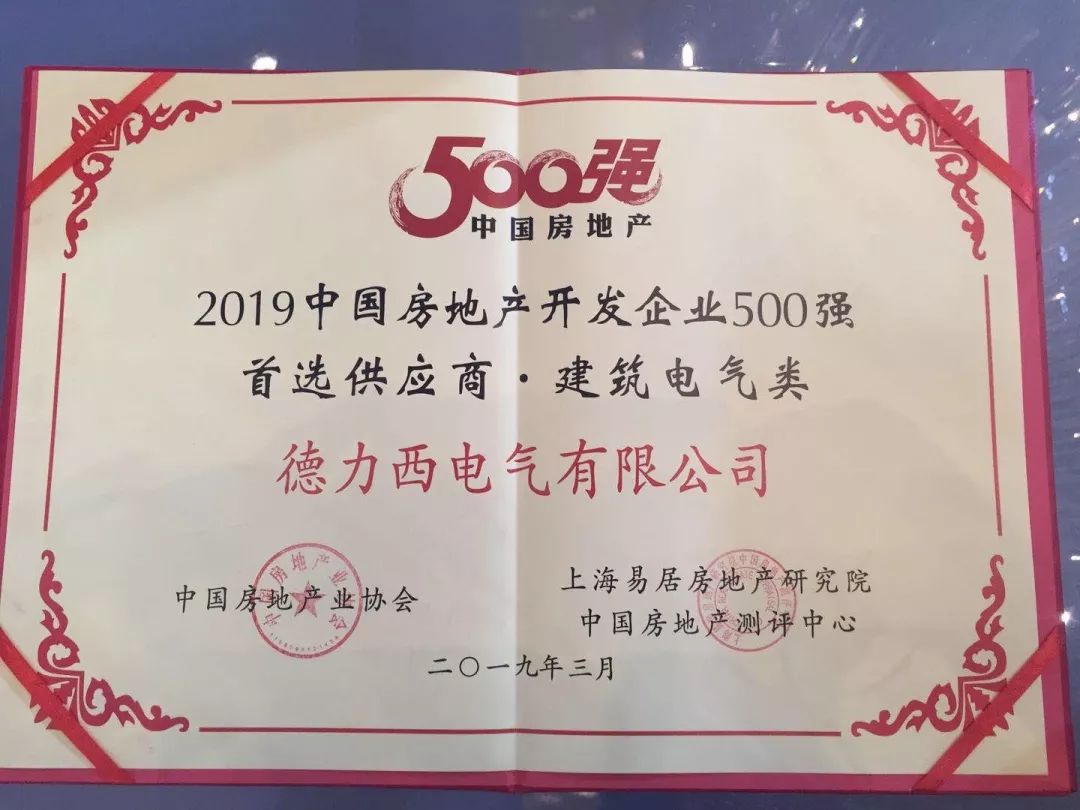 500强
中国房地产
2019中国房地产开发企业500强
首选供应商·建筑电气类
德力西电气有限公司
中国房地产业协会
上海易居房地产研究院
中国房地产测评中心
二〇一九年三月